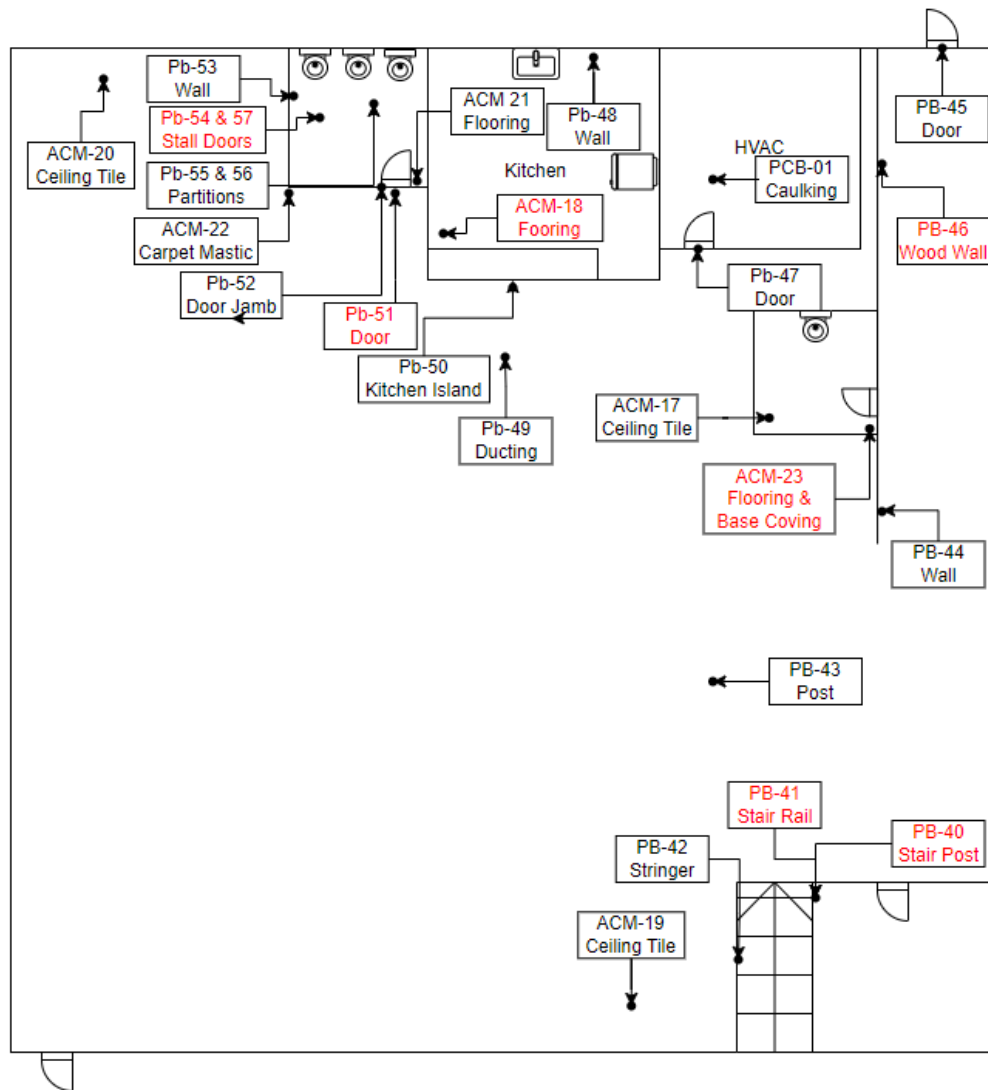 Pb-53
Wall
Pb-54 & 57
Stall Doors
ACM-20
Ceiling Tile
Pb-55 & 56
Partitions
ACM-22
Carpet Mastic
Pb-52
Door Jamb
ACM 21
Flooring
Pb-48
Wall
Kitchen
ACM-18
Fooring
HVAC
PCB-01
Caulking
PB-45
Door
PB-46
Wood Wall
Pb-47
Door
Pb-51
Door
Pb-50
Kitchen Island
Pb-49
Ducting
ACM-17
Ceiling Tile
ACM-23
Flooring &
Base Coving
PB-44
Wall
PB-43
Post
PB-41
Stair Rail
PB-40
Stair Post
PB-42
Stringer
ACM-19
Ceiling Tile